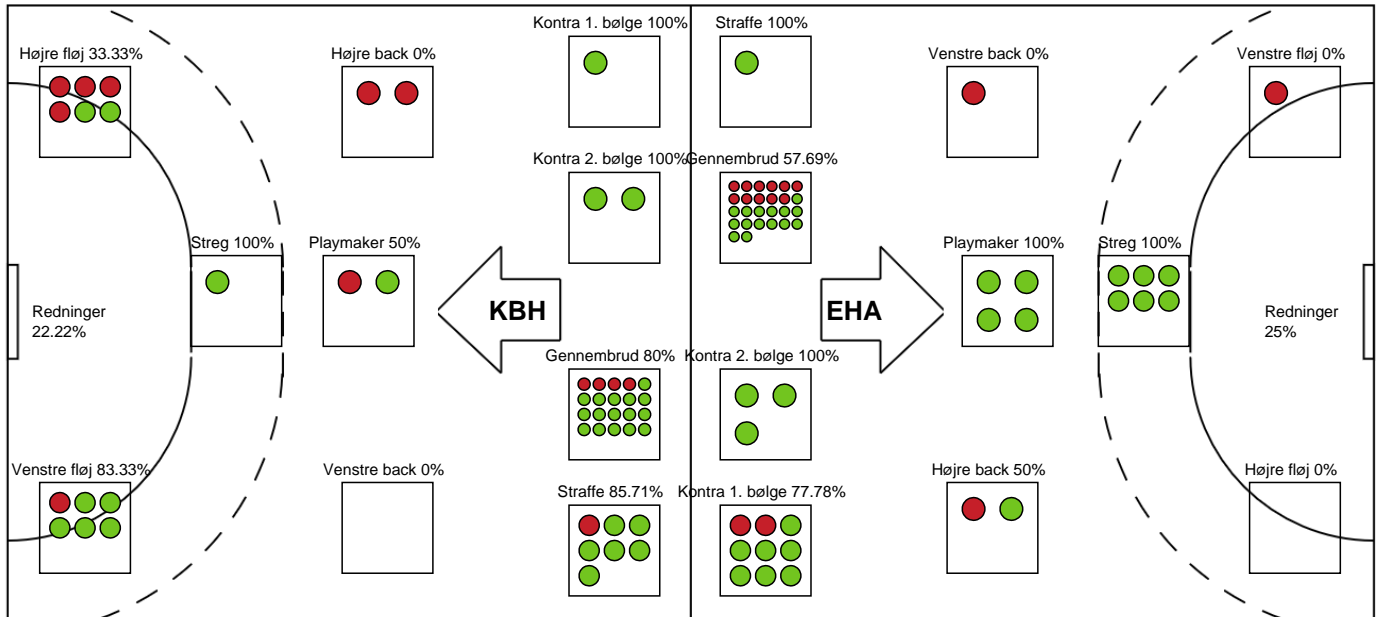 Kontra 1. bølge 100%
Straffe 100%
Højre fløj 33.33%
Højre back 0%
Venstre back 0%
Venstre fløj 0%
Kontra 2. bølge 100%
Gennembrud 57.69%
Streg 100%
Playmaker 50%
Playmaker 100%
Streg 100%
Redninger
22.22%
KBH
EHA
Redninger
25%
Gennembrud 80%
Kontra 2. bølge 100%
Venstre fløj 83.33%
Venstre back 0%
Højre back 50%
Højre fløj 0%
Straffe 85.71%
Kontra 1. bølge 77.78%